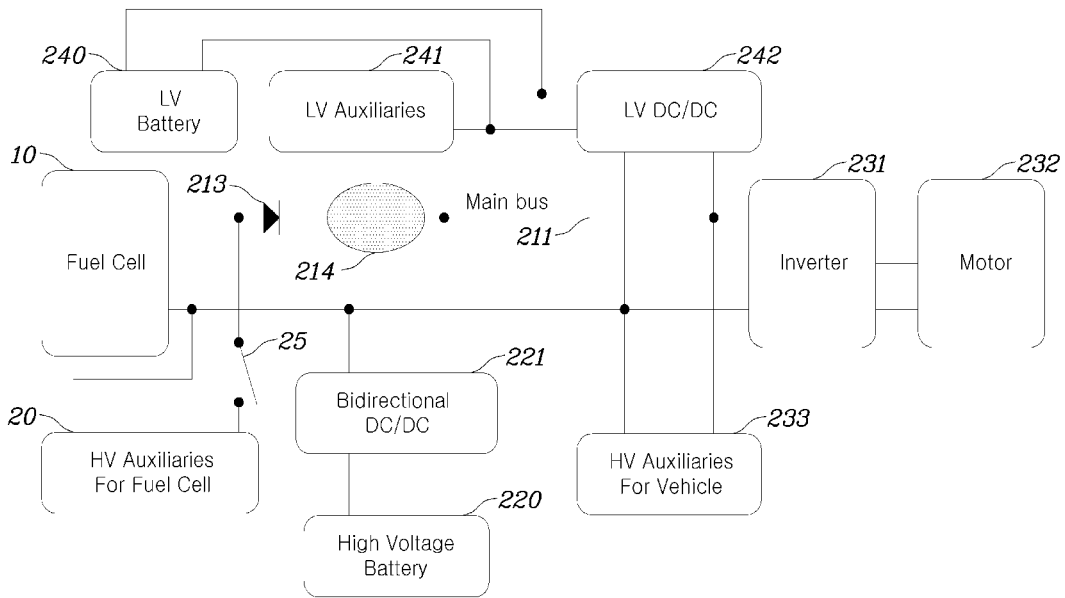 240
LV
Battery
241
LV Auxiliaries
242
LV DC/DC
10
Fuel Cell
213
214
Main bus
211
231
Inverter
232
Motor
25
20
HV Auxiliaries
For Fuel Cell
221
Bidirectional
DC/DC
220
High Voltage
Battery
233
HV Auxiliaries
For Vehicle